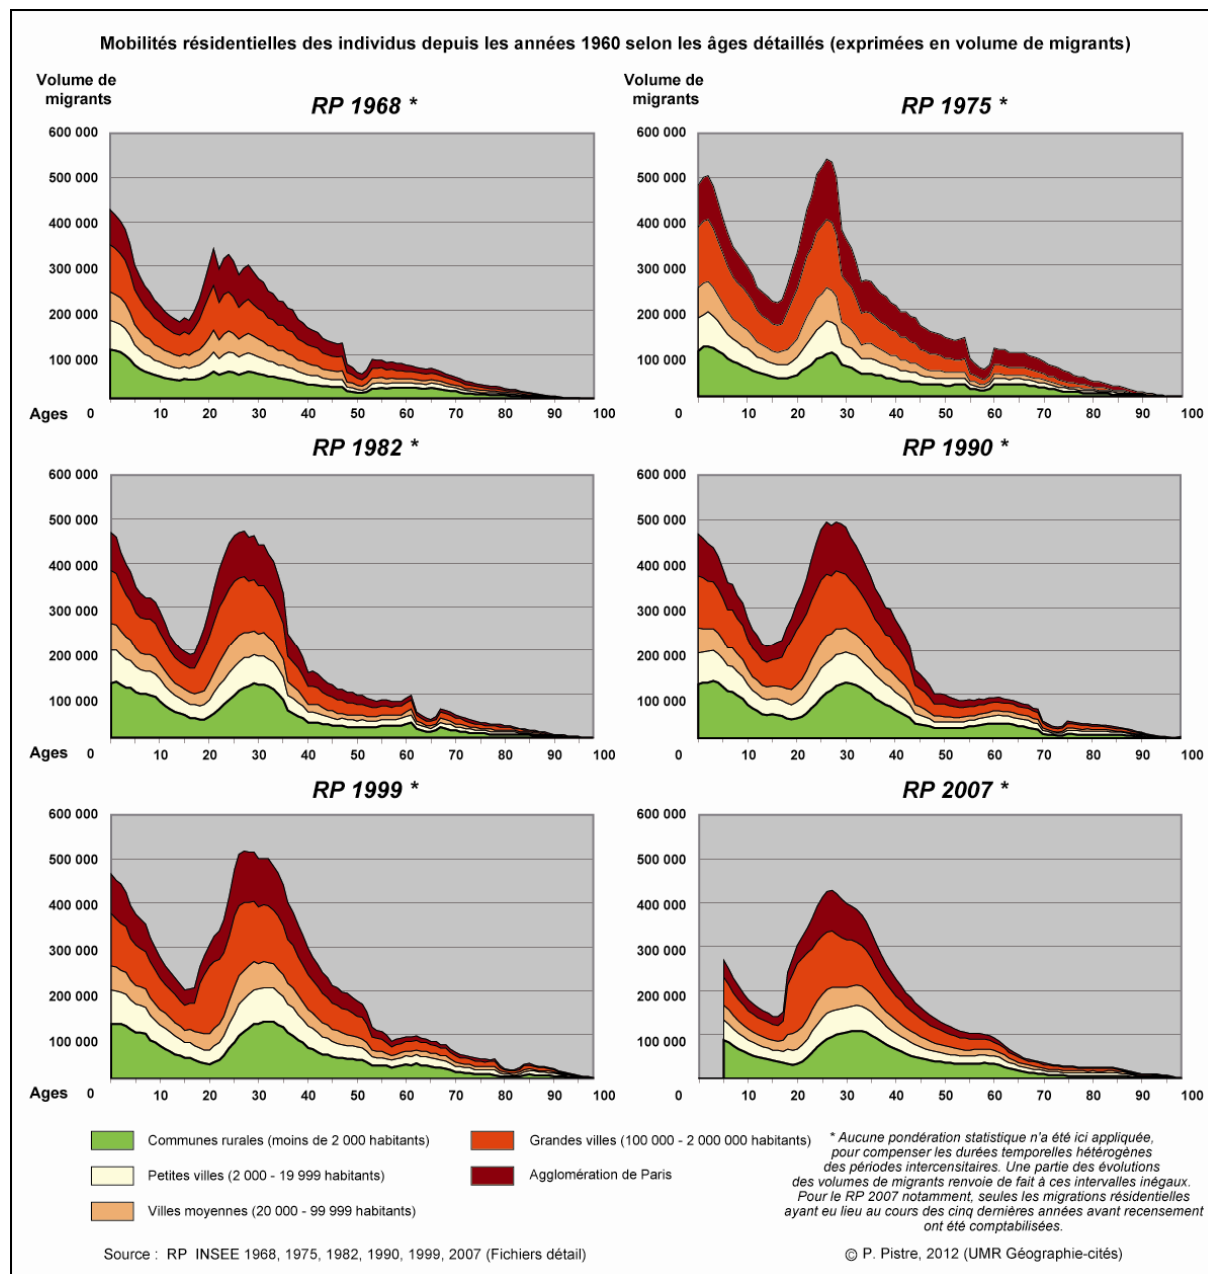 Mobilités résidentielles des individus depuis les années 1960 selon les âges détaillés (exprimées en volume de migrants)
Volume de
migrants
RP 1968 *
600 000
500 000
400 000
300 000
200 000
100 000
Ages 0 10 20 30 40 50 60 70 80 90 100
Volume de
migrants
RP 1975 *
600 000
500 000
400 000
300 000
200 000
100 000
0 10 20 30 40 50 60 70 80 90 100
RP 1982 *
600 000
500 000
400 000
300 000
200 000
100 000
Ages 0 10 20 30 40 50 60 70 80 90 100
RP 1990 *
600 000
500 000
400 000
300 000
200 000
100 000
0 10 20 30 40 50 60 70 80 90 100
RP 1999 *
600 000
500 000
400 000
300 000
200 000
100 000
Ages 0 10 20 30 40 50 60 70 80 90 100
RP 2007 *
600 000
500 000
400 000
300 000
200 000
100 000
0 10 20 30 40 50 60 70 80 90 100
Communes rurales (moins de 2 000 habitants)
Petites villes (2 000 - 19 999 habitants)
Villes moyennes (20 000 - 99 999 habitants)
Grandes villes (100 000 - 2 000 000 habitants)
Agglomération de Paris
* Aucune pondération statistique n'a été ici appliquée,
pour compenser les durées temporelles hétérogènes
des périodes intercensitaires. Une partie des évolutions
des volumes de migrants renvoie de fait à ces intervalles inégaux.
Pour le RP 2007 notamment, seules les migrations résidentielles
ayant eu lieu au cours des cinq dernières années avant recensement
ont été comptabilisées.
Source : RP INSEE 1968, 1975, 1982, 1990, 1999, 2007 (Fichiers détail)
© P. Pistre, 2012 (UMR Géographie-cités)